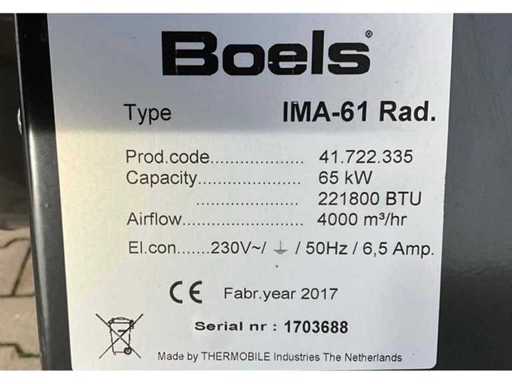 Boels®
Type IMA-61 Rad.
Prod.code.................... 41.722.335
Capacity...................... 65 kW
...................... 221800 BTU
Airflow........................ 4000 m³/hr
El.con.......230V~/ ⏚ / 50Hz / 6,5 Amp.
CE Fabr.year 2017
Serial nr : 1703688
Made by THERMOBILE Industries The Netherlands